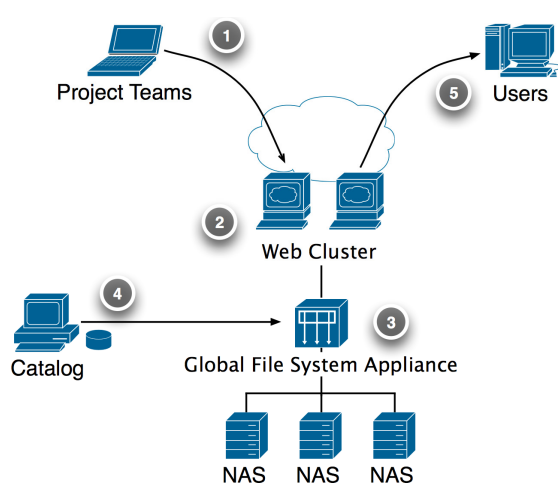 1
Project Teams
5
Users
2
Web Cluster
4
3
Catalog
Global File System Appliance
NAS NAS NAS